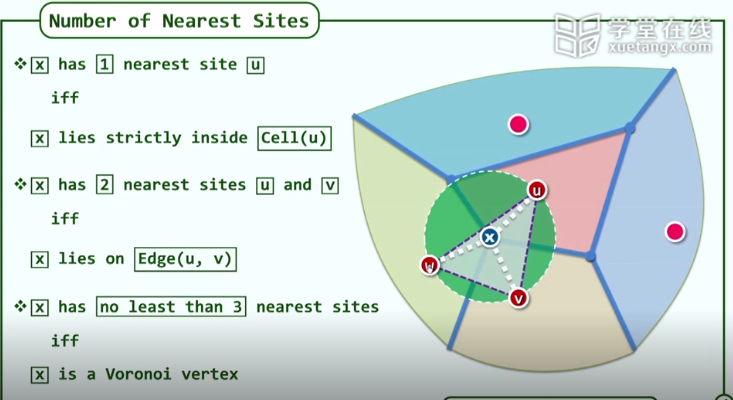 Number of Nearest Sites
学堂在线
xuetangx.com
❖ x has 1 nearest site u
iff
x lies strictly inside Cell(u)
❖ x has 2 nearest sites u and v
iff
x lies on Edge(u, v)
❖ x has no least than 3 nearest sites
iff
x is a Voronoi vertex
u
x
w
v